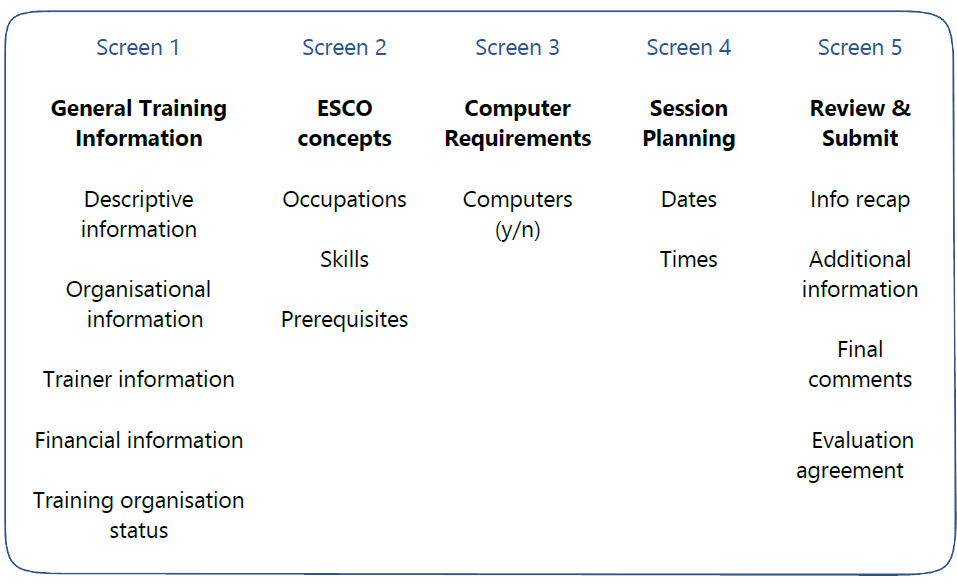 Screen 1
General Training
Information
Descriptive
information
Organisational
information
Trainer information
Financial information
Training organisation
status
Screen 2
ESCO
concepts
Occupations
Skills
Prerequisites
Screen 3
Computer
Requirements
Computers
(y/n)
Screen 4
Session
Planning
Dates
Times
Screen 5
Review &
Submit
Info recap
Additional
information
Final
comments
Evaluation
agreement